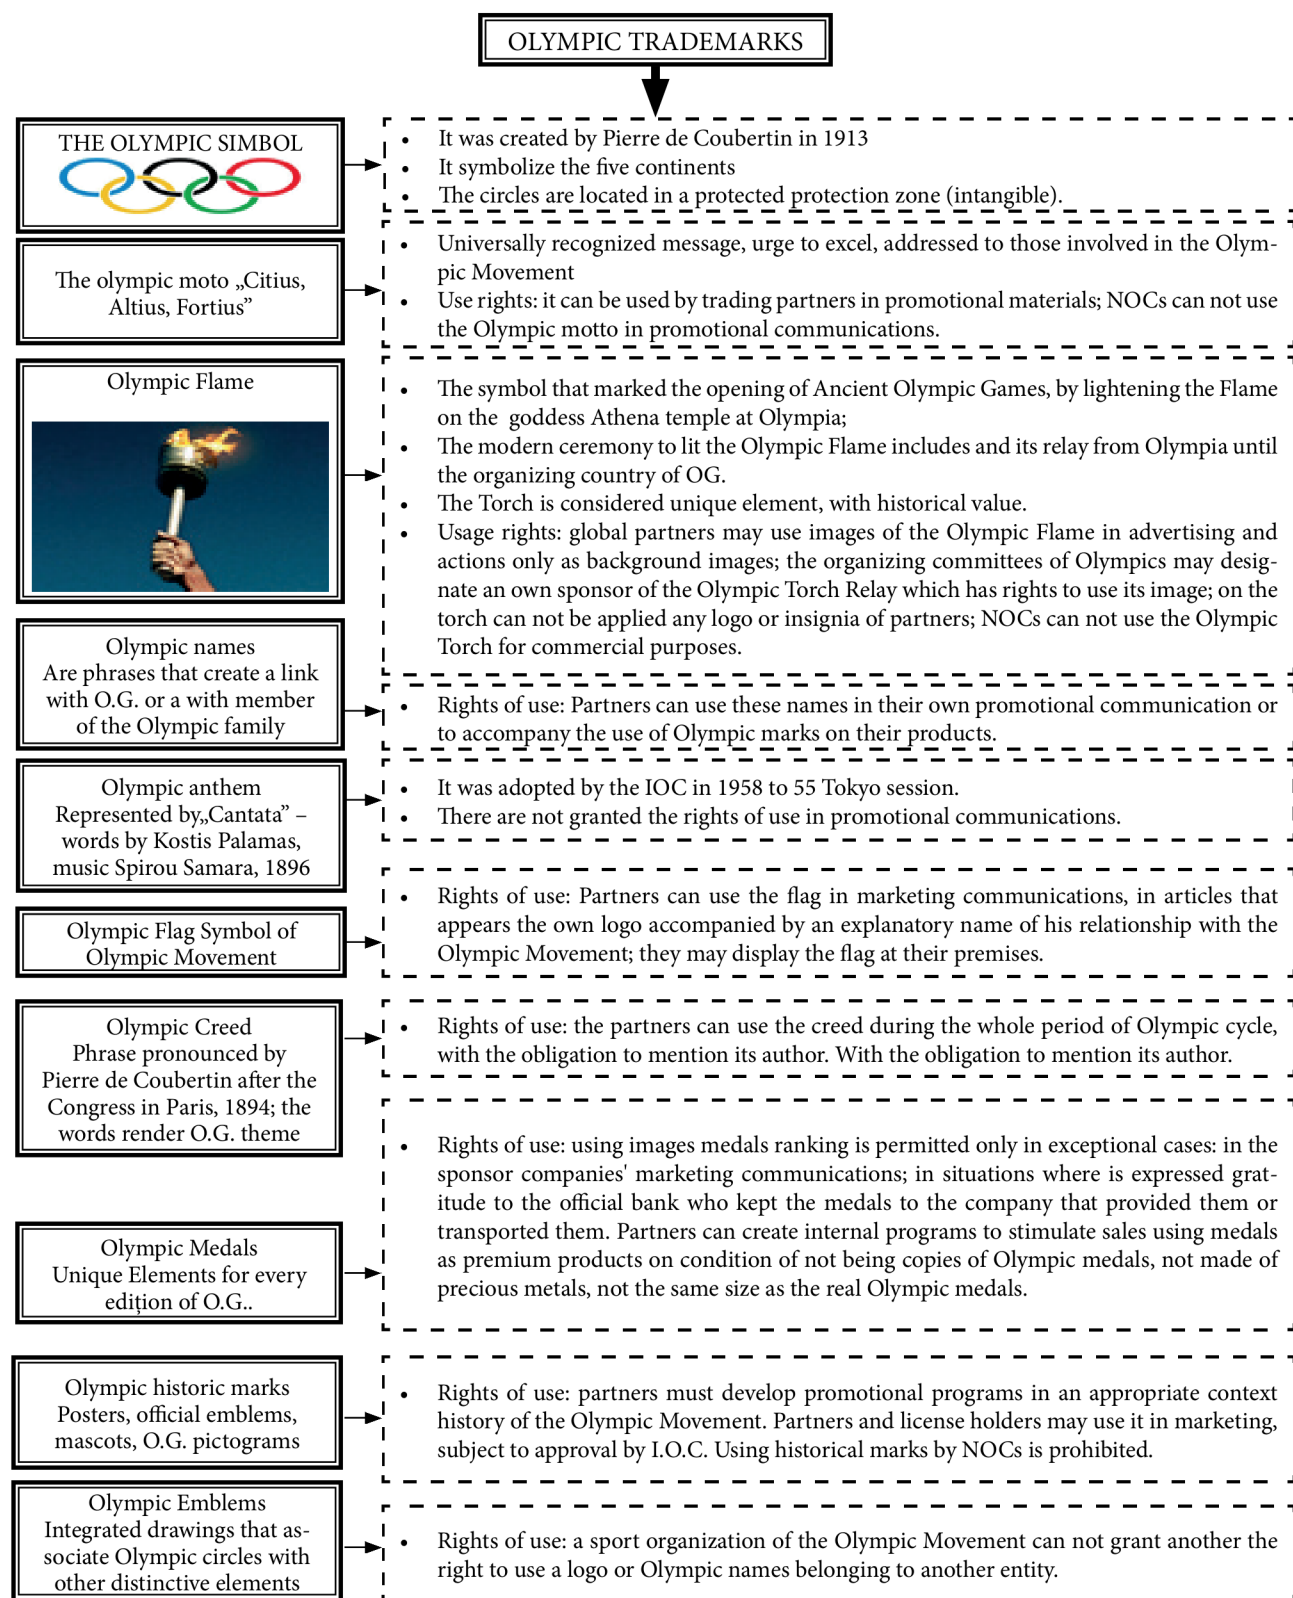 OLYMPIC TRADEMARKS
THE OLYMPIC SIMBOL
• It was created by Pierre de Coubertin in 1913
• It symbolize the five continents
• The circles are located in a protected protection zone (intangible).
The olympic moto „Citius,
Altius, Fortius”
• Universally recognized message, urge to excel, addressed to those involved in the Olym-
pic Movement
• Use rights: it can be used by trading partners in promotional materials; NOCs can not use
the Olympic motto in promotional communications.
Olympic Flame
• The symbol that marked the opening of Ancient Olympic Games, by lightening the Flame
on the goddess Athena temple at Olympia;
• The modern ceremony to lit the Olympic Flame includes and its relay from Olympia until
the organizing country of OG.
• The Torch is considered unique element, with historical value.
• Usage rights: global partners may use images of the Olympic Flame in advertising and
actions only as background images; the organizing committees of Olympics may desig-
nate an own sponsor of the Olympic Torch Relay which has rights to use its image; on the
torch can not be applied any logo or insignia of partners; NOCs can not use the Olympic
Torch for commercial purposes.
Olympic names
Are phrases that create a link
with O.G. or a with member
of the Olympic family
• Rights of use: Partners can use these names in their own promotional communication or
to accompany the use of Olympic marks on their products.
Olympic anthem
Represented by„Cantata” –
words by Kostis Palamas,
music Spirou Samara, 1896
• It was adopted by the IOC in 1958 to 55 Tokyo session.
• There are not granted the rights of use in promotional communications.
Olympic Flag Symbol of
Olympic Movement
• Rights of use: Partners can use the flag in marketing communications, in articles that
appears the own logo accompanied by an explanatory name of his relationship with the
Olympic Movement; they may display the flag at their premises.
Olympic Creed
Phrase pronounced by
Pierre de Coubertin after the
Congress in Paris, 1894; the
words render O.G. theme
• Rights of use: the partners can use the creed during the whole period of Olympic cycle,
with the obligation to mention its author. With the obligation to mention its author.
Olympic Medals
Unique Elements for every
ediţion of O.G..
• Rights of use: using images medals ranking is permitted only in exceptional cases: in the
sponsor companies' marketing communications; in situations where is expressed grat-
itude to the official bank who kept the medals to the company that provided them or
transported them. Partners can create internal programs to stimulate sales using medals
as premium products on condition of not being copies of Olympic medals, not made of
precious metals, not the same size as the real Olympic medals.
Olympic historic marks
Posters, official emblems,
mascots, O.G. pictograms
• Rights of use: partners must develop promotional programs in an appropriate context
history of the Olympic Movement. Partners and license holders may use it in marketing,
subject to approval by I.O.C. Using historical marks by NOCs is prohibited.
Olympic Emblems
Integrated drawings that as-
sociate Olympic circles with
other distinctive elements
• Rights of use: a sport organization of the Olympic Movement can not grant another the
right to use a logo or Olympic names belonging to another entity.